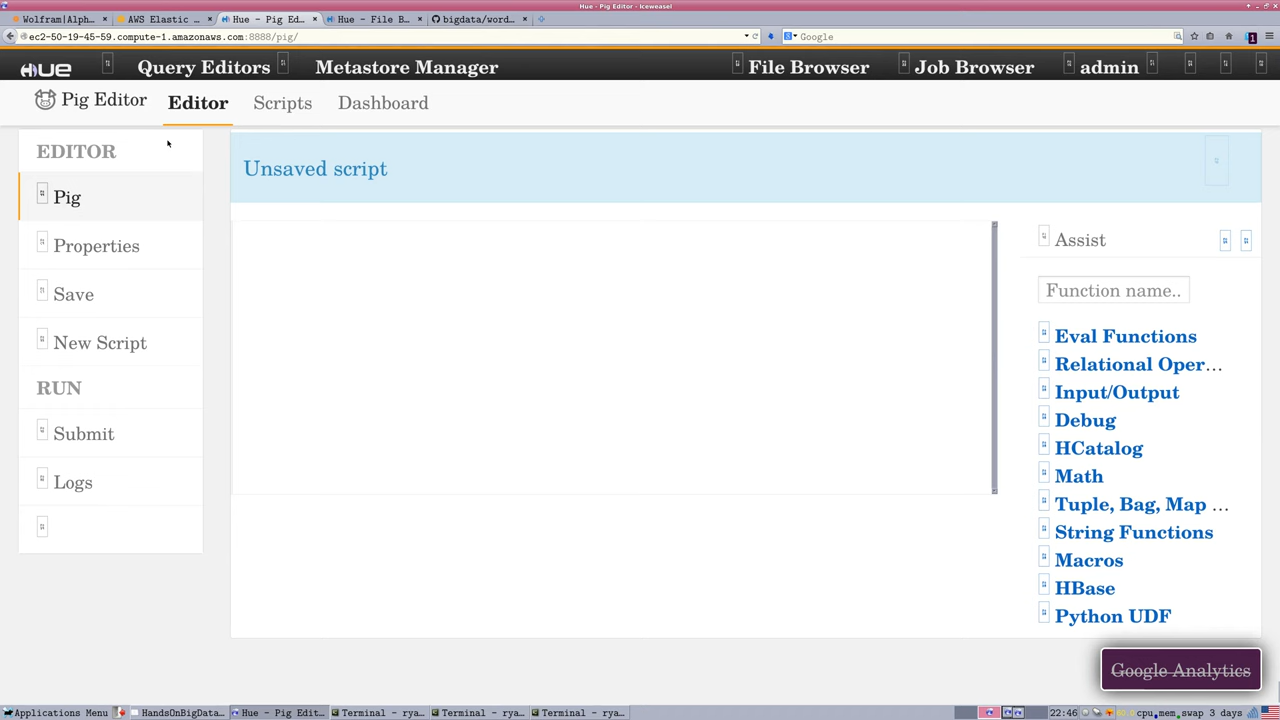 Hue - Pig Editor - Iceweasel
Wolfram|Alph...
AWS Elastic ...
Hue - Pig Ed...
Hue - File B...
bigdata/word...
ec2-50-19-45-59.compute-1.amazonaws.com:8888/pig/
Google
HUE
Query Editors
Metastore Manager
File Browser
Job Browser
admin
Pig Editor
Editor
Scripts
Dashboard
EDITOR
Pig
Properties
Save
New Script
RUN
Submit
Logs
Unsaved script
Assist
Function name..
Eval Functions
Relational Oper...
Input/Output
Debug
HCatalog
Math
Tuple, Bag, Map ...
String Functions
Macros
HBase
Python UDF
Google Analytics
Applications Menu
HandsOnBigData...
Hue - Pig Edit...
Terminal - rya...
Terminal - rya...
Terminal - rya...
22:46
cpu mem swap 3 days